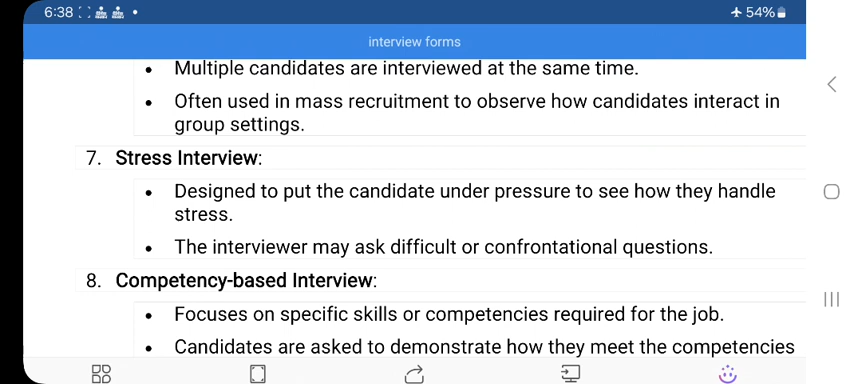 6:38
54%
interview forms
• Multiple candidates are interviewed at the same time.
• Often used in mass recruitment to observe how candidates interact in
group settings.
7. Stress Interview:
• Designed to put the candidate under pressure to see how they handle
stress.
• The interviewer may ask difficult or confrontational questions.
8. Competency-based Interview:
• Focuses on specific skills or competencies required for the job.
• Candidates are asked to demonstrate how they meet the competencies